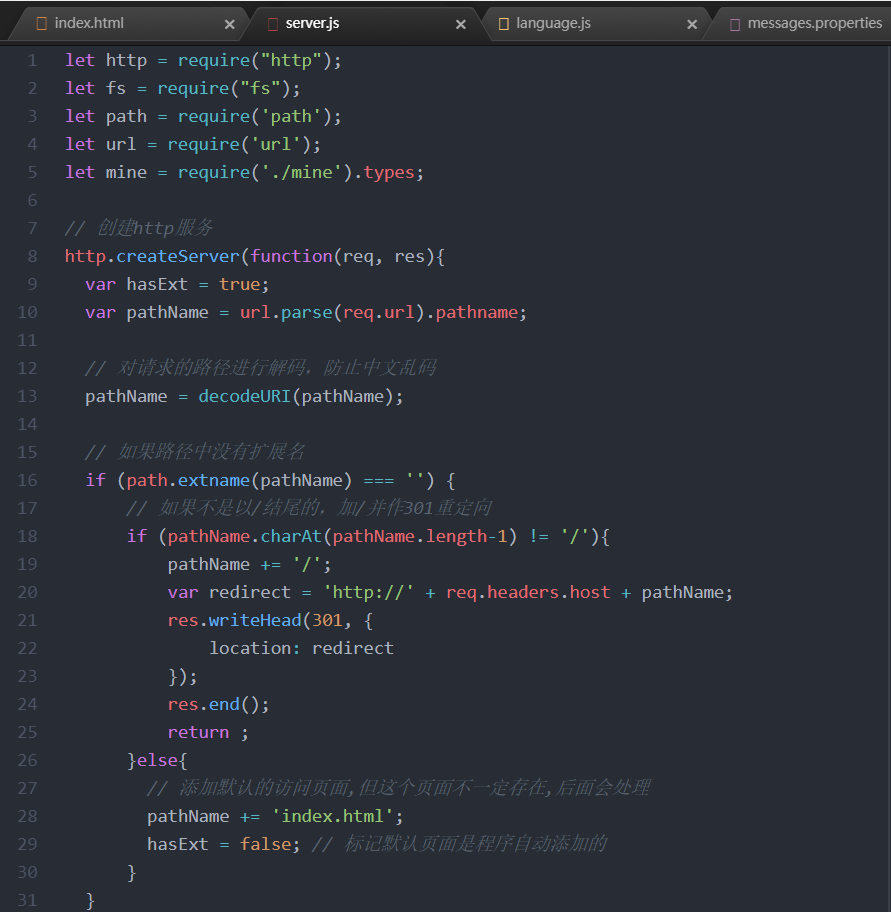 index.html × server.js × language.js × messages.properties
1 let http = require("http");
2 let fs = require("fs");
3 let path = require('path');
4 let url = require('url');
5 let mine = require('./mine').types;
6
7 // 创建http服务
8 http.createServer(function(req, res){
9 var hasExt = true;
10 var pathName = url.parse(req.url).pathname;
11
12 // 对请求的路径进行解码，防止中文乱码
13 pathName = decodeURI(pathName);
14
15 // 如果路径中没有扩展名
16 if (path.extname(pathName) === '') {
17 // 如果不是以/结尾的，加/并作301重定向
18 if (pathName.charAt(pathName.length-1) != '/'){
19 pathName += '/';
20 var redirect = 'http://' + req.headers.host + pathName;
21 res.writeHead(301, {
22 location: redirect
23 });
24 res.end();
25 return ;
26 }else{
27 // 添加默认的访问页面,但这个页面不一定存在,后面会处理
28 pathName += 'index.html';
29 hasExt = false; // 标记默认页面是程序自动添加的
30 }
31 }